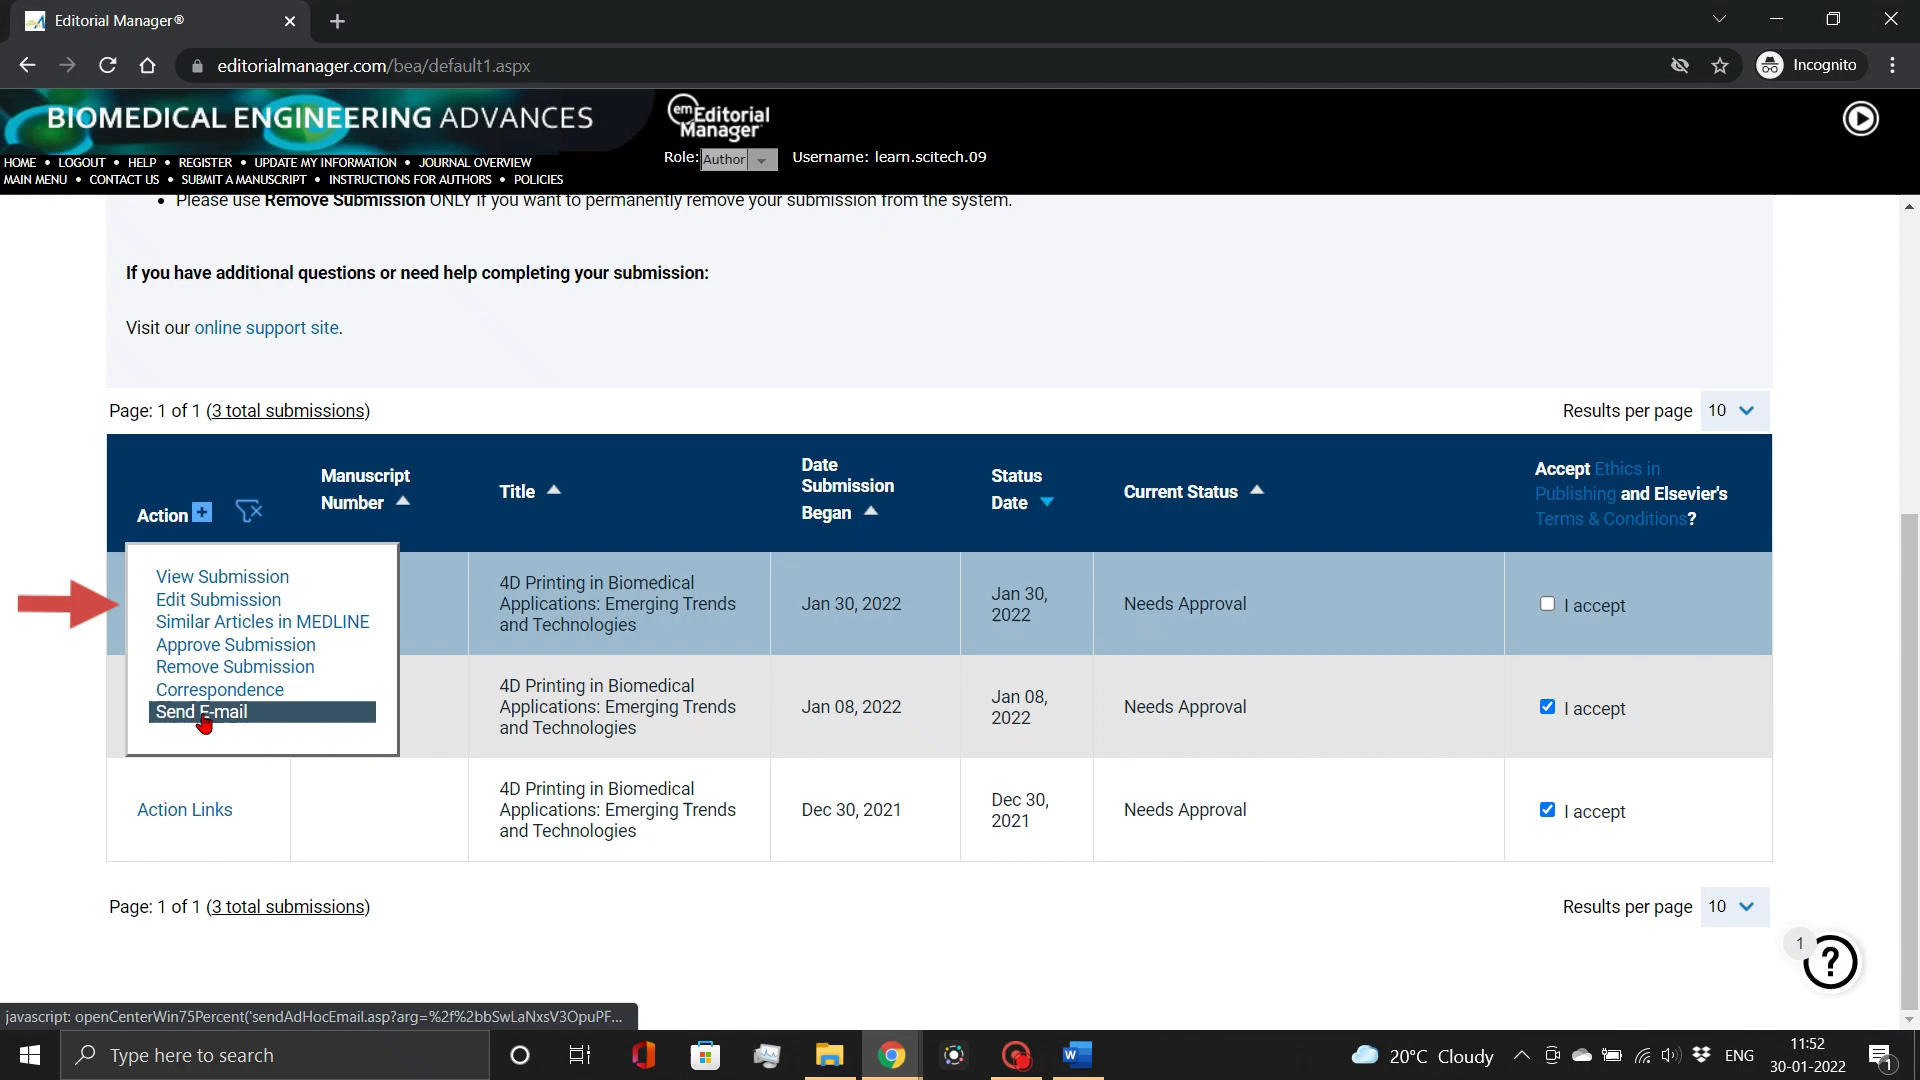 Editorial Manager®
editorialmanager.com/bea/default1.aspx
Incognito
BIOMEDICAL ENGINEERING ADVANCES
em Editorial Manager®
HOME • LOGOUT • HELP • REGISTER • UPDATE MY INFORMATION • JOURNAL OVERVIEW
MAIN MENU • CONTACT US • SUBMIT A MANUSCRIPT • INSTRUCTIONS FOR AUTHORS • POLICIES
Role: Author Username: learn.scitech.09
• Please use Remove Submission ONLY if you want to permanently remove your submission from the system.
If you have additional questions or need help completing your submission:
Visit our online support site.
Page: 1 of 1 (3 total submissions)
Results per page 10
Action +
Manuscript
Number
Title
Date
Submission
Began
Status
Date
Current Status
Accept Ethics in
Publishing and Elsevier's
Terms & Conditions?
View Submission
Edit Submission
Similar Articles in MEDLINE
Approve Submission
Remove Submission
Correspondence
Send E-mail
4D Printing in Biomedical
Applications: Emerging Trends
and Technologies
Jan 30, 2022
Jan 30,
2022
Needs Approval
I accept
4D Printing in Biomedical
Applications: Emerging Trends
and Technologies
Jan 08, 2022
Jan 08,
2022
Needs Approval
I accept
Action Links
4D Printing in Biomedical
Applications: Emerging Trends
and Technologies
Dec 30, 2021
Dec 30,
2021
Needs Approval
I accept
Page: 1 of 1 (3 total submissions)
Results per page 10
1
?
javascript: openCenterWin75Percent('sendAdHocEmail.asp?arg=%2f%2bbSwLaNxsV3OpuPF...
Type here to search
20°C Cloudy
ENG
11:52
30-01-2022
1